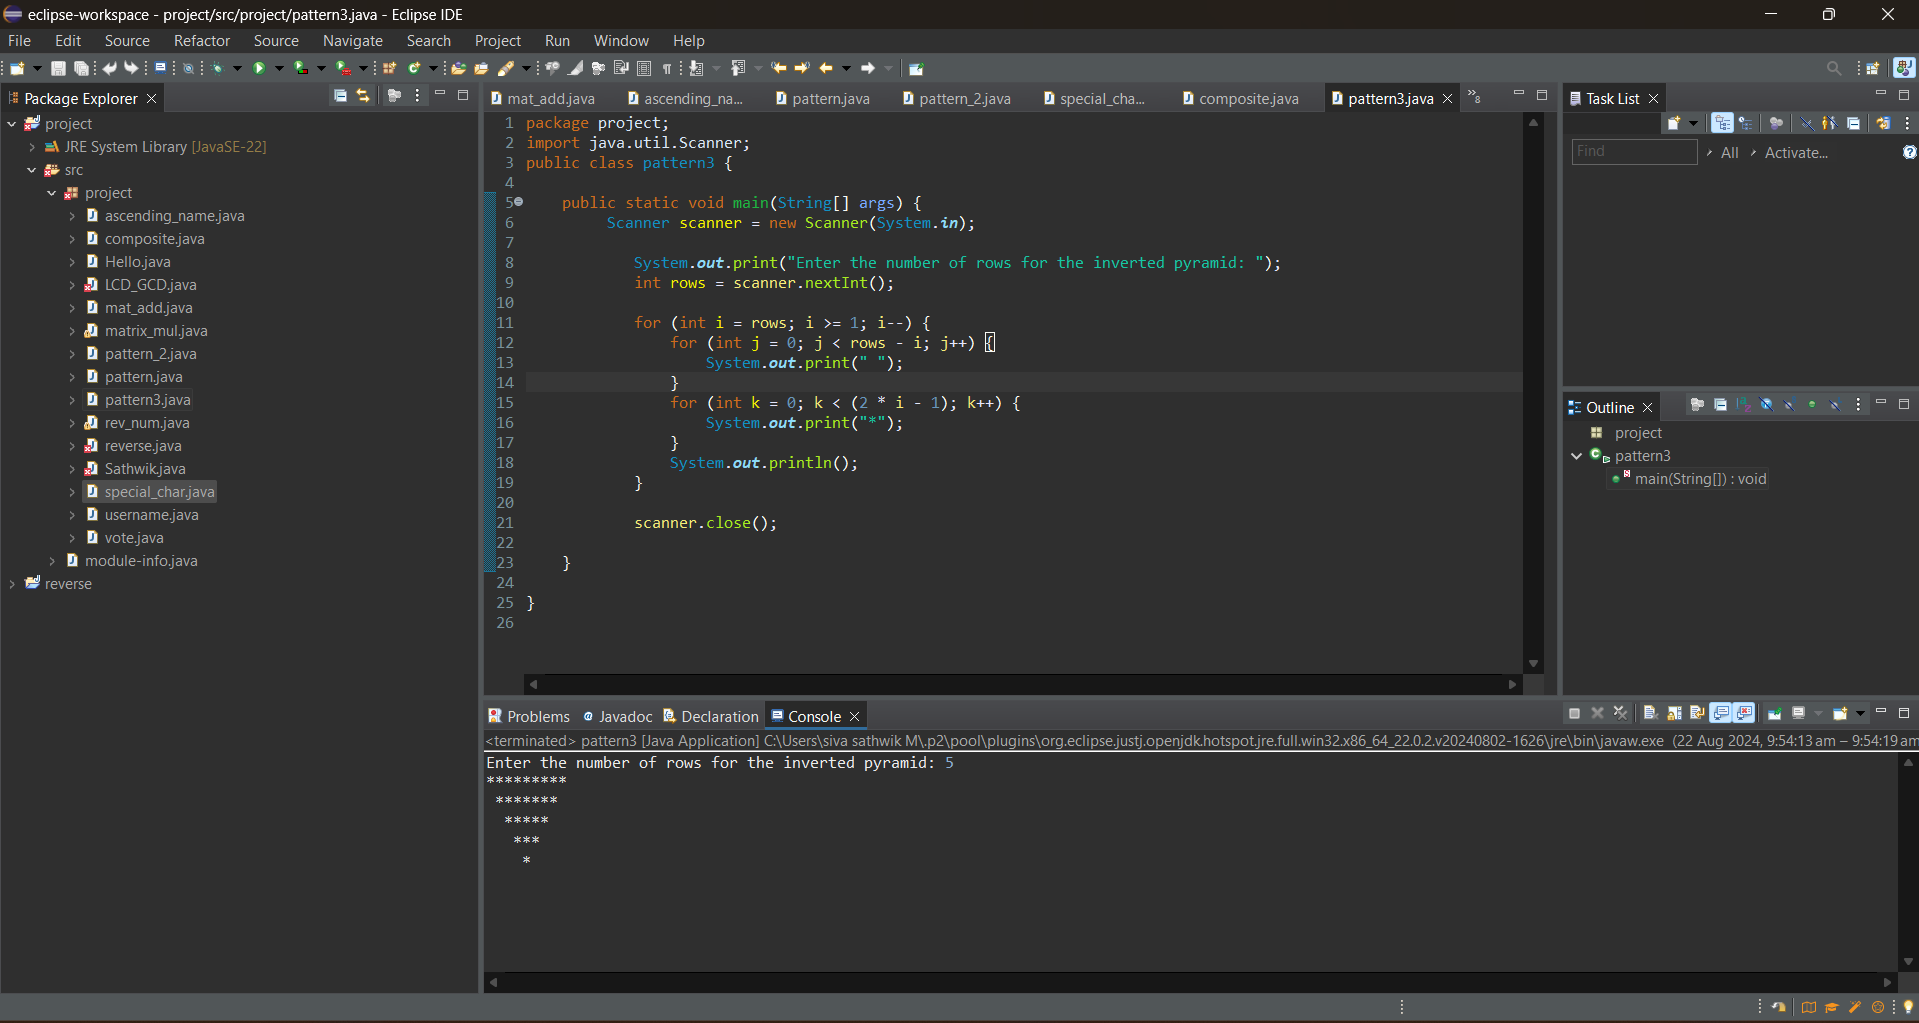 eclipse-workspace - project/src/project/pattern3.java - Eclipse IDE
File Edit Source Refactor Source Navigate Search Project Run Window Help
Package Explorer
project
JRE System Library [JavaSE-22]
src
project
ascending_name.java
composite.java
Hello.java
LCD_GCD.java
mat_add.java
matrix_mul.java
pattern_2.java
pattern.java
pattern3.java
rev_num.java
reverse.java
Sathwik.java
special_char.java
username.java
vote.java
module-info.java
reverse
mat_add.java ascending_na... pattern.java pattern_2.java special_cha... composite.java pattern3.java »8
1 package project;
2 import java.util.Scanner;
3 public class pattern3 {
4
5 public static void main(String[] args) {
6 Scanner scanner = new Scanner(System.in);
7
8 System.out.print("Enter the number of rows for the inverted pyramid: ");
9 int rows = scanner.nextInt();
10
11 for (int i = rows; i >= 1; i--) {
12 for (int j = 0; j < rows - i; j++) {
13 System.out.print(" ");
14 }
15 for (int k = 0; k < (2 * i - 1); k++) {
16 System.out.print("*");
17 }
18 System.out.println();
19 }
20
21 scanner.close();
22
23 }
24
25 }
26
Task List
Find All Activate...
Outline
project
pattern3
main(String[]) : void
Problems Javadoc Declaration Console
<terminated> pattern3 [Java Application] C:\Users\siva sathwik M\.p2\pool\plugins\org.eclipse.justj.openjdk.hotspot.jre.full.win32.x86_64_22.0.2.v20240802-1626\jre\bin\javaw.exe (22 Aug 2024, 9:54:13 am – 9:54:19 am
Enter the number of rows for the inverted pyramid: 5
*********
 *******
  *****
   ***
    *